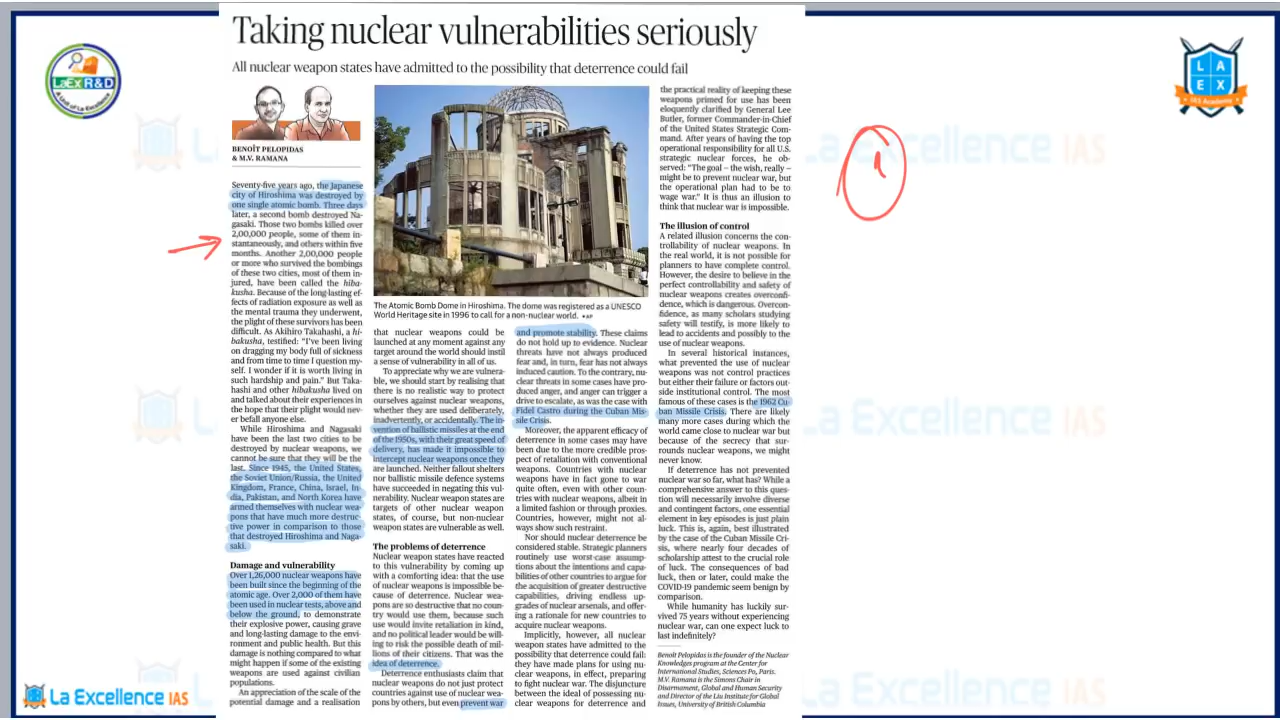 Taking nuclear vulnerabilities seriously
All nuclear weapon states have admitted to the possibility that deterrence could fail
LaEx R&D
A Unit of La Excellence
L A
E X
IAS Academy
BENOÎT PELOPIDAS
& M.V. RAMANA
Seventy-five years ago, the Japanese
city of Hiroshima was destroyed by
one single atomic bomb. Three days
later, a second bomb destroyed Na-
gasaki. Those two bombs killed over
2,00,000 people, some of them in-
stantaneously, and others within five
months. Another 2,00,000 people
or more who survived the bombings
of these two cities, most of them in-
jured, have been called the hiba-
kusha. Because of the long-lasting ef-
fects of radiation exposure as well as
the mental trauma they underwent,
the plight of these survivors has been
difficult. As Akihiro Takahashi, a hi-
bakusha, testified: “I’ve been living
on dragging my body full of sickness
and from time to time I question my-
self. I wonder if it is worth living in
such hardship and pain.” But Taka-
hashi and other hibakusha lived on
and talked about their experiences in
the hope that their plight would nev-
er befall anyone else.
While Hiroshima and Nagasaki
have been the last two cities to be
destroyed by nuclear weapons, we
cannot be sure that they will be the
last. Since 1945, the United States,
the Soviet Union/Russia, the United
Kingdom, France, China, Israel, In-
dia, Pakistan, and North Korea have
armed themselves with nuclear wea-
pons that have much more destruc-
tive power in comparison to those
that destroyed Hiroshima and Naga-
saki.
Damage and vulnerability
Over 1,26,000 nuclear weapons have
been built since the beginning of the
atomic age. Over 2,000 of them have
been used in nuclear tests, above and
below the ground, to demonstrate
their explosive power, causing grave
and long-lasting damage to the envi-
ronment and public health. But this
damage is nothing compared to what
might happen if some of the existing
weapons are used against civilian
populations.
An appreciation of the scale of the
potential damage and a realisation
The Atomic Bomb Dome in Hiroshima. The dome was registered as a UNESCO
World Heritage site in 1996 to call for a non-nuclear world. •AP
that nuclear weapons could be
launched at any moment against any
target around the world should instil
a sense of vulnerability in all of us.
To appreciate why we are vulnera-
ble, we should start by realising that
there is no realistic way to protect
ourselves against nuclear weapons,
whether they are used deliberately,
inadvertently, or accidentally. The in-
vention of ballistic missiles at the end
of the 1950s, with their great speed of
delivery, has made it impossible to
intercept nuclear weapons once they
are launched. Neither fallout shelters
nor ballistic missile defence systems
have succeeded in negating this vul-
nerability. Nuclear weapon states are
targets of other nuclear weapon
states, of course, but non-nuclear
weapon states are vulnerable as well.
The problems of deterrence
Nuclear weapon states have reacted
to this vulnerability by coming up
with a comforting idea: that the use
of nuclear weapons is impossible be-
cause of deterrence. Nuclear wea-
pons are so destructive that no coun-
try would use them, because such
use would invite retaliation in kind,
and no political leader would be will-
ing to risk the possible death of mil-
lions of their citizens. That was the
idea of deterrence.
Deterrence enthusiasts claim that
nuclear weapons do not just protect
countries against use of nuclear wea-
pons by others, but even prevent war
and promote stability. These claims
do not hold up to evidence. Nuclear
threats have not always produced
fear and, in turn, fear has not always
induced caution. To the contrary, nu-
clear threats in some cases have pro-
duced anger, and anger can trigger a
drive to escalate, as was the case with
Fidel Castro during the Cuban Mis-
sile Crisis.
Moreover, the apparent efficacy of
deterrence in some cases may have
been due to the more credible pros-
pect of retaliation with conventional
weapons. Countries with nuclear
weapons have in fact gone to war
quite often, even with other coun-
tries with nuclear weapons, albeit in
a limited fashion or through proxies.
Countries, however, might not al-
ways show such restraint.
Nor should nuclear deterrence be
considered stable. Strategic planners
routinely use worst-case assump-
tions about the intentions and capa-
bilities of other countries to argue for
the acquisition of greater destructive
capabilities, driving endless up-
grades of nuclear arsenals, and offer-
ing a rationale for new countries to
acquire nuclear weapons.
Implicitly, however, all nuclear
weapon states have admitted to the
possibility that deterrence could fail:
they have made plans for using nu-
clear weapons, in effect, preparing
to fight nuclear war. The disjuncture
between the ideal of possessing nu-
clear weapons for deterrence and
the practical reality of keeping these
weapons primed for use has been
eloquently clarified by General Lee
Butler, former Commander-in-Chief
of the United States Strategic Com-
mand. After years of having the top
operational responsibility for all U.S.
strategic nuclear forces, he ob-
served: “The goal – the wish, really –
might be to prevent nuclear war, but
the operational plan had to be to
wage war.” It is thus an illusion to
think that nuclear war is impossible.
The illusion of control
A related illusion concerns the con-
trollability of nuclear weapons. In
the real world, it is not possible for
planners to have complete control.
However, the desire to believe in the
perfect controllability and safety of
nuclear weapons creates overconfi-
dence, which is dangerous. Overcon-
fidence, as many scholars studying
safety will testify, is more likely to
lead to accidents and possibly to the
use of nuclear weapons.
In several historical instances,
what prevented the use of nuclear
weapons was not control practices
but either their failure or factors out-
side institutional control. The most
famous of these cases is the 1962 Cu-
ban Missile Crisis. There are likely
many more cases during which the
world came close to nuclear war but
because of the secrecy that sur-
rounds nuclear weapons, we might
never know.
If deterrence has not prevented
nuclear war so far, what has? While a
comprehensive answer to this ques-
tion will necessarily involve diverse
and contingent factors, one essential
element in key episodes is just plain
luck. This is, again, best illustrated
by the case of the Cuban Missile Cri-
sis, where nearly four decades of
scholarship attest to the crucial role
of luck. The consequences of bad
luck, then or later, could make the
COVID-19 pandemic seem benign by
comparison.
While humanity has luckily sur-
vived 75 years without experiencing
nuclear war, can one expect luck to
last indefinitely?
Benoît Pelopidas is the founder of the Nuclear
Knowledges program at the Center for
International Studies, Sciences Po, Paris.
M.V. Ramana is the Simons Chair in
Disarmament, Global and Human Security
and Director of the Liu Institute for Global
Issues, University of British Columbia
1
La Excellence IAS
La Excellence IAS
La Excellence IAS